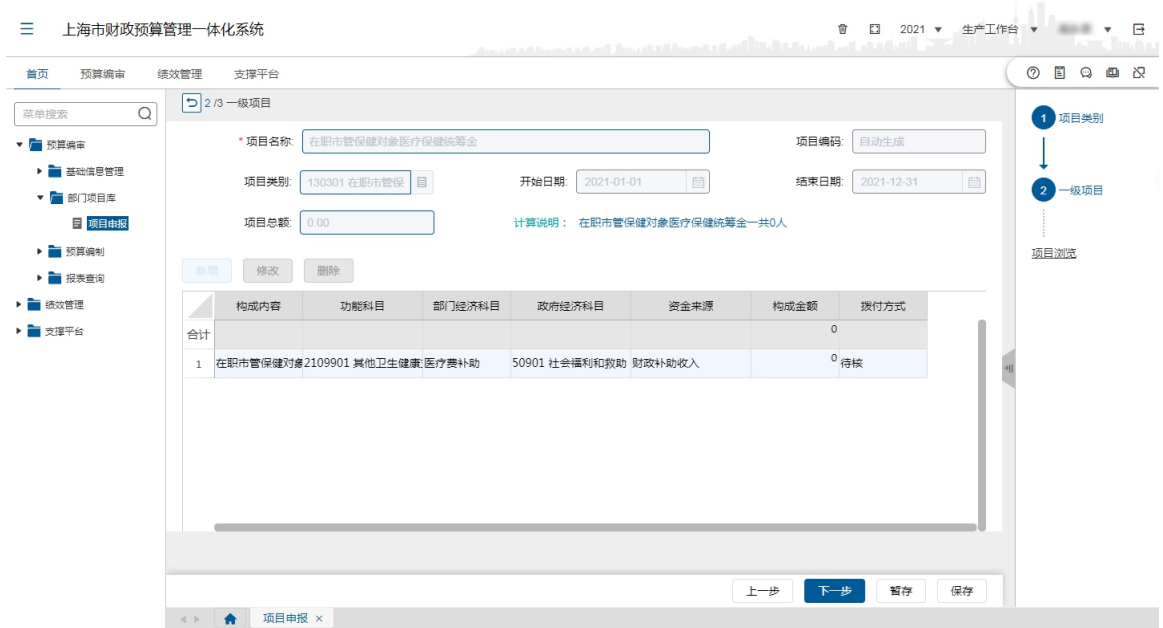 上海市财政预算管理一体化系统
2021
生产工作台
首页 预算编审 绩效管理 支撑平台
菜单搜索
预算编审
基础信息管理
部门项目库
项目申报
预算编制
报表查询
绩效管理
支撑平台
2 /3 一级项目
* 项目名称: 在职市管保健对象医疗保健统筹金 项目编码: 自动生成
项目类别: 130301 在职市管保 开始日期: 2021-01-01 结束日期: 2021-12-31
项目总额: 0.00 计算说明： 在职市管保健对象医疗保健统筹金一共0人
新增 修改 删除
构成内容 功能科目 部门经济科目 政府经济科目 资金来源 构成金额 拨付方式
合计 0
1 在职市管保健对象 2109901 其他卫生健康 医疗费补助 50901 社会福利和救助 财政补助收入 0 待核
上一步 下一步 暂存 保存
项目申报 ×
1 项目类别
2 一级项目
项目浏览